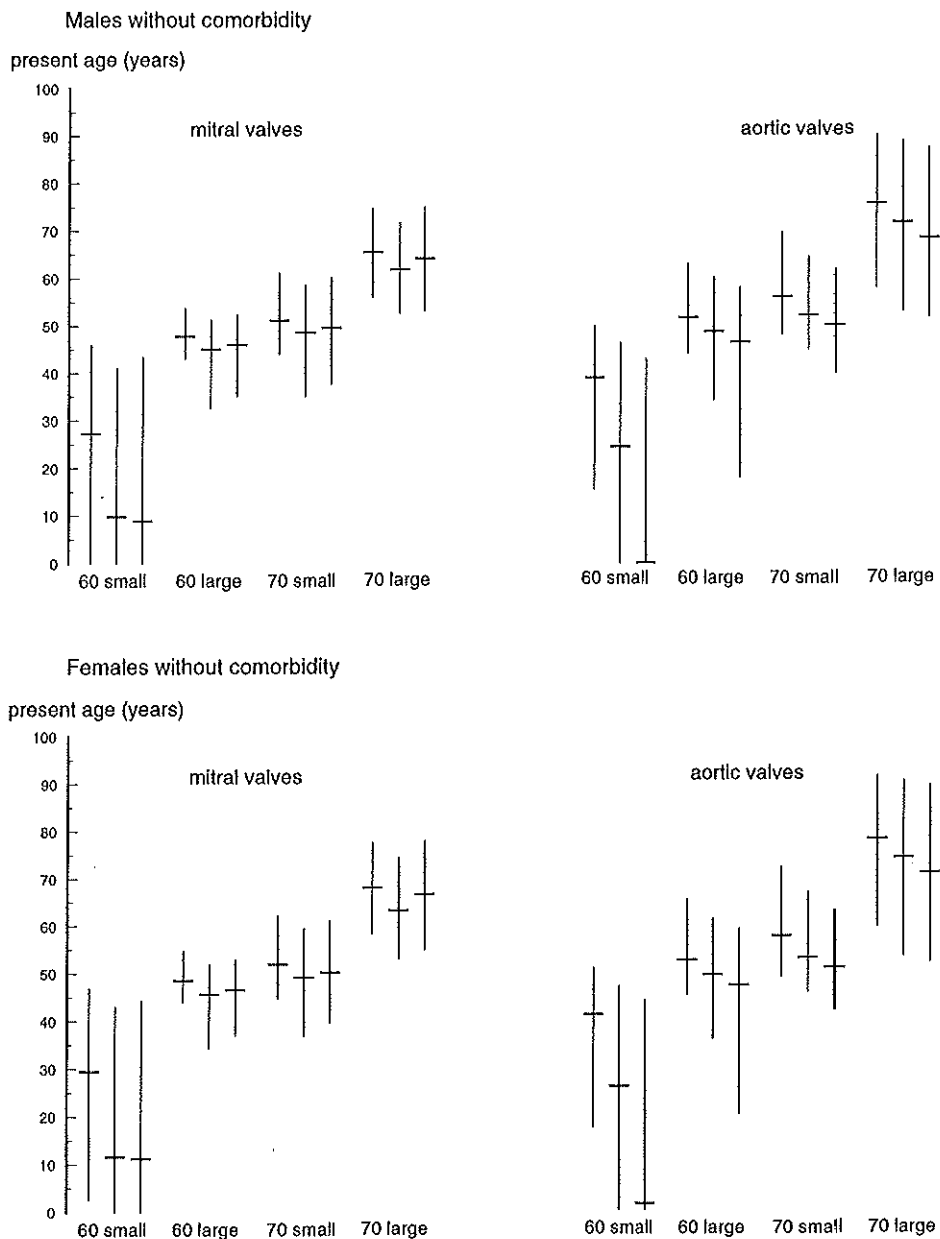 Males without comorbidity
present age (years)
mitral valves
aortic valves
100
90
80
70
60
50
40
30
20
10
0
60 small 60 large 70 small 70 large
60 small 60 large 70 small 70 large
Females without comorbidity
present age (years)
mitral valves
aortic valves
100
90
80
70
60
50
40
30
20
10
0
60 small 60 large 70 small 70 large
60 small 60 large 70 small 70 large